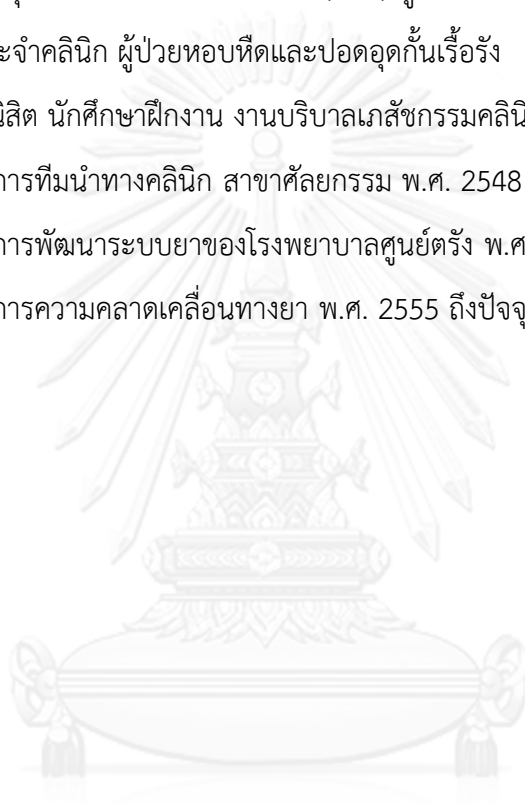 ะจำคลินิก ผู้ป่วยหอบหืดและปอดอุดกั้นเรื้อรัง
นิสิต นักศึกษาฝึกงาน งานบริบาลเภสัชกรรมคลินิ
การทีมนำทางคลินิก สาขาศัลยกรรม พ.ศ. 2548
การพัฒนาระบบยาของโรงพยาบาลศูนย์ตรัง พ.ศ
การความคลาดเคลื่อนทางยา พ.ศ. 2555 ถึงปัจจุ